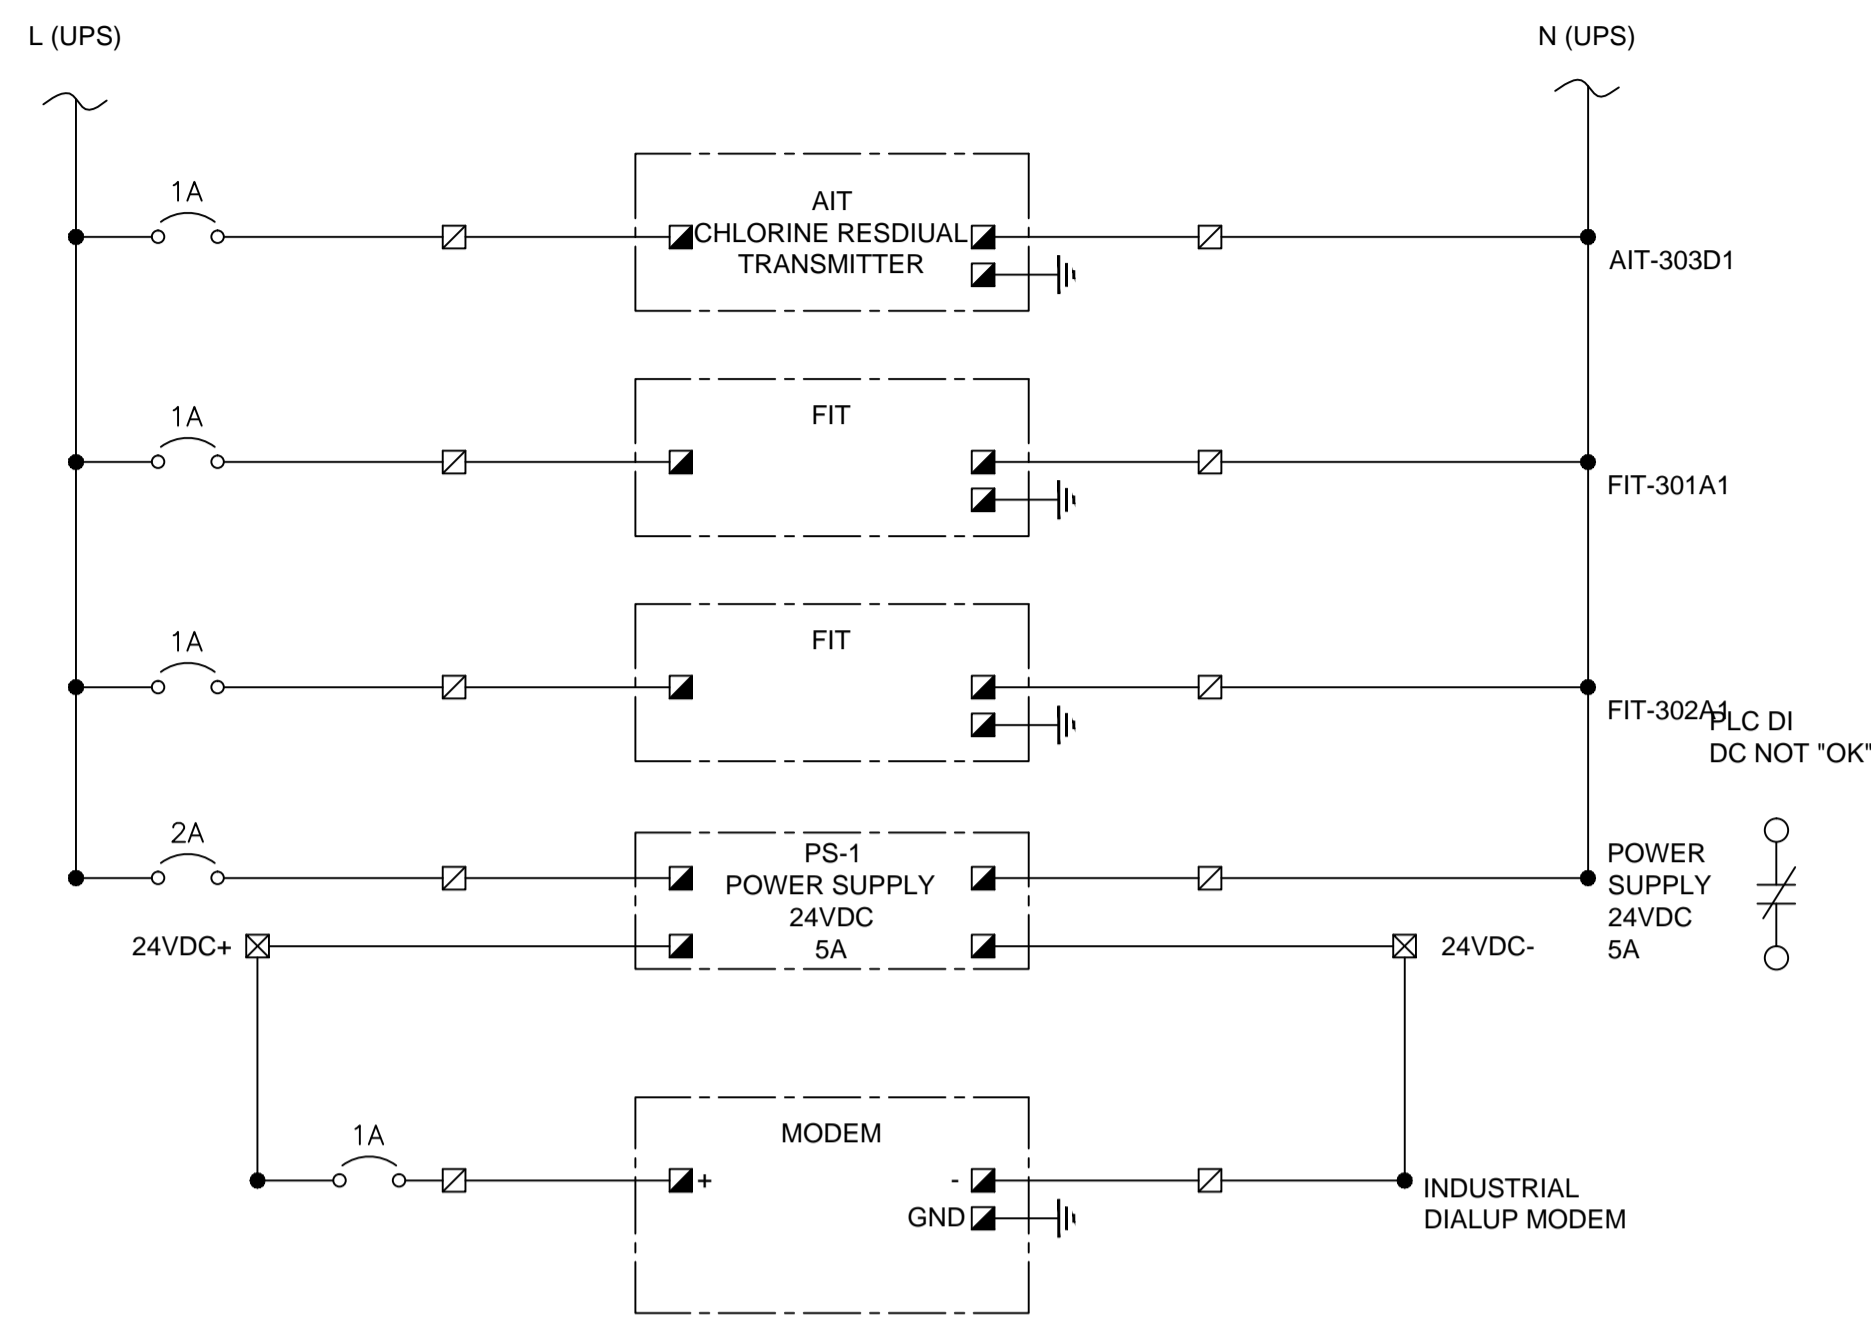 L (UPS)
N (UPS)
1A
AIT
CHLORINE RESDIUAL
TRANSMITTER
AIT-303D1
1A
FIT
FIT-301A1
1A
FIT
FIT-302A1
PLC DI
DC NOT "OK"
2A
PS-1
POWER SUPPLY
24VDC
5A
POWER
SUPPLY
24VDC
5A
24VDC+
24VDC-
1A
MODEM
+
-
GND
INDUSTRIAL
DIALUP MODEM